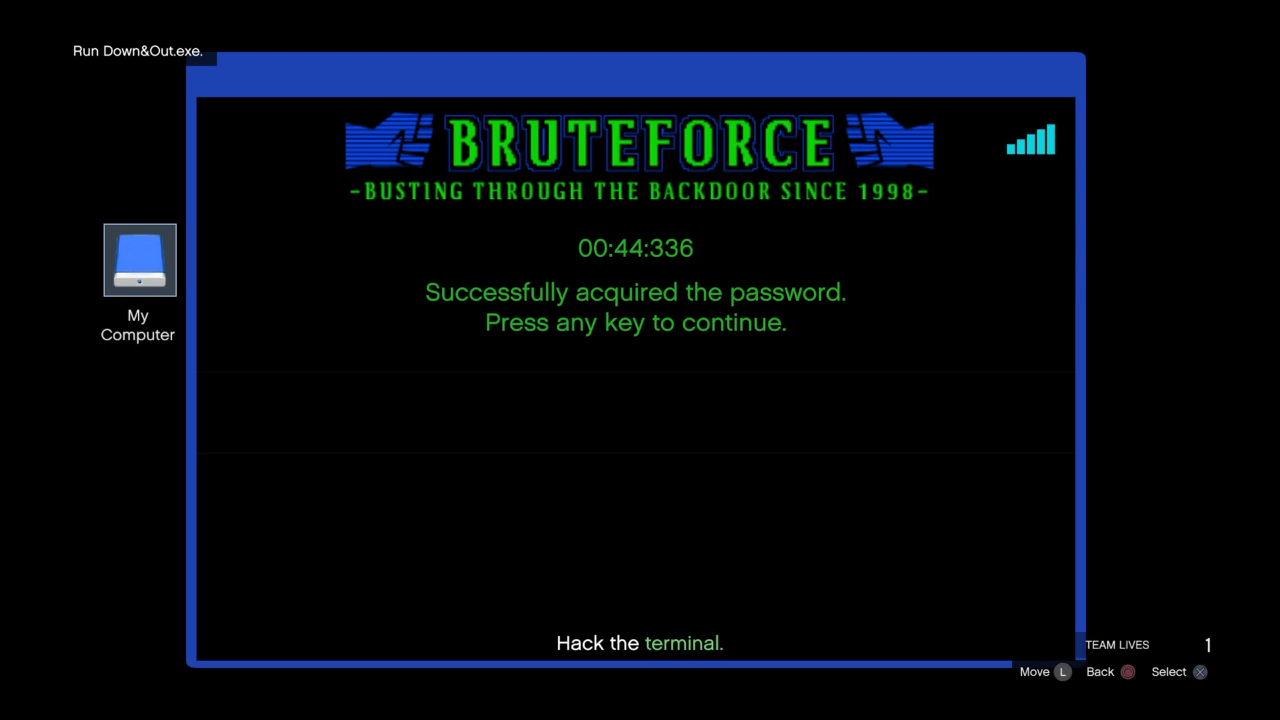 Run Down&Out.exe.
BRUTEFORCE
-BUSTING THROUGH THE BACKDOOR SINCE 1998-
00:44:336
Successfully acquired the password.
Press any key to continue.
My
Computer
Hack the terminal.
TEAM LIVES 1
Move L Back Select